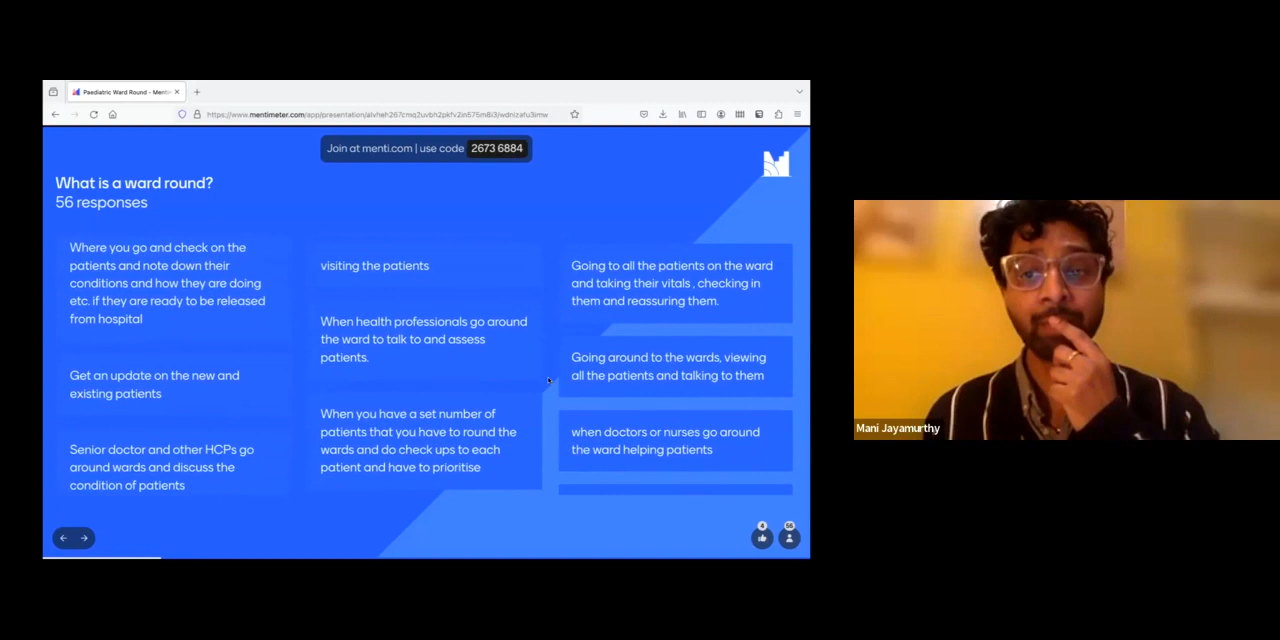 Paediatric Ward Round - Menti
Join at menti.com | use code 2673 6884
What is a ward round?
56 responses
Where you go and check on the
patients and note down their
conditions and how they are doing
etc. if they are ready to be released
from hospital
Get an update on the new and
existing patients
Senior doctor and other HCPs go
around wards and discuss the
condition of patients
visiting the patients
When health professionals go around
the ward to talk to and assess
patients.
When you have a set number of
patients that you have to round the
wards and do check ups to each
patient and have to prioritise
Going to all the patients on the ward
and taking their vitals , checking in
them and reassuring them.
Going around to the wards, viewing
all the patients and talking to them
when doctors or nurses go around
the ward helping patients
4
56
Mani Jayamurthy